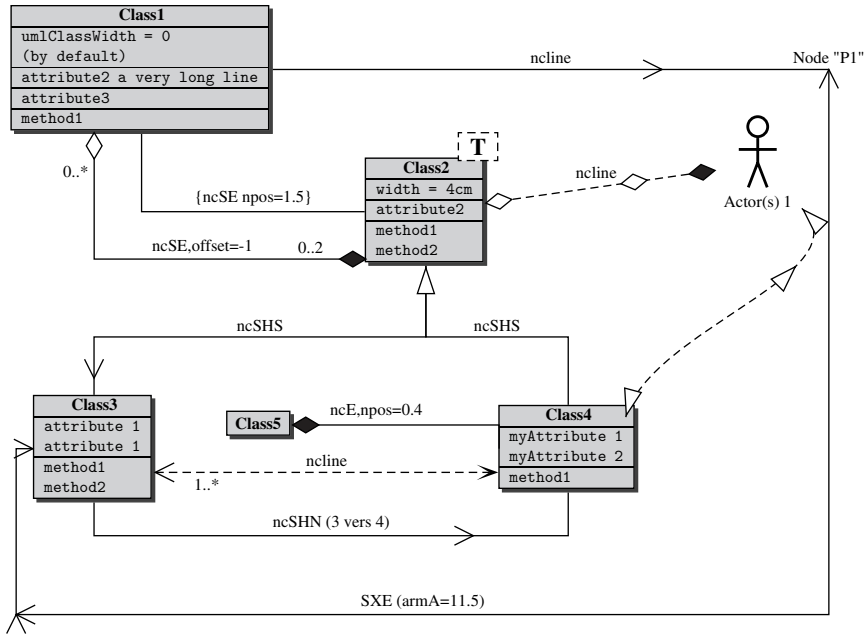 Class1
umlClassWidth = 0
(by default)
attribute2 a very long line
attribute3
method1
ncline
Node "P1"
0..*
{ncSE npos=1.5}
ncSE,offset=-1
0..2
T
Class2
width = 4cm
attribute2
method1
method2
ncline
Actor(s) 1
ncSHS
ncSHS
Class3
attribute 1
attribute 1
method1
method2
Class5
ncE,npos=0.4
Class4
myAttribute 1
myAttribute 2
method1
ncline
1..*
ncSHN (3 vers 4)
SXE (armA=11.5)